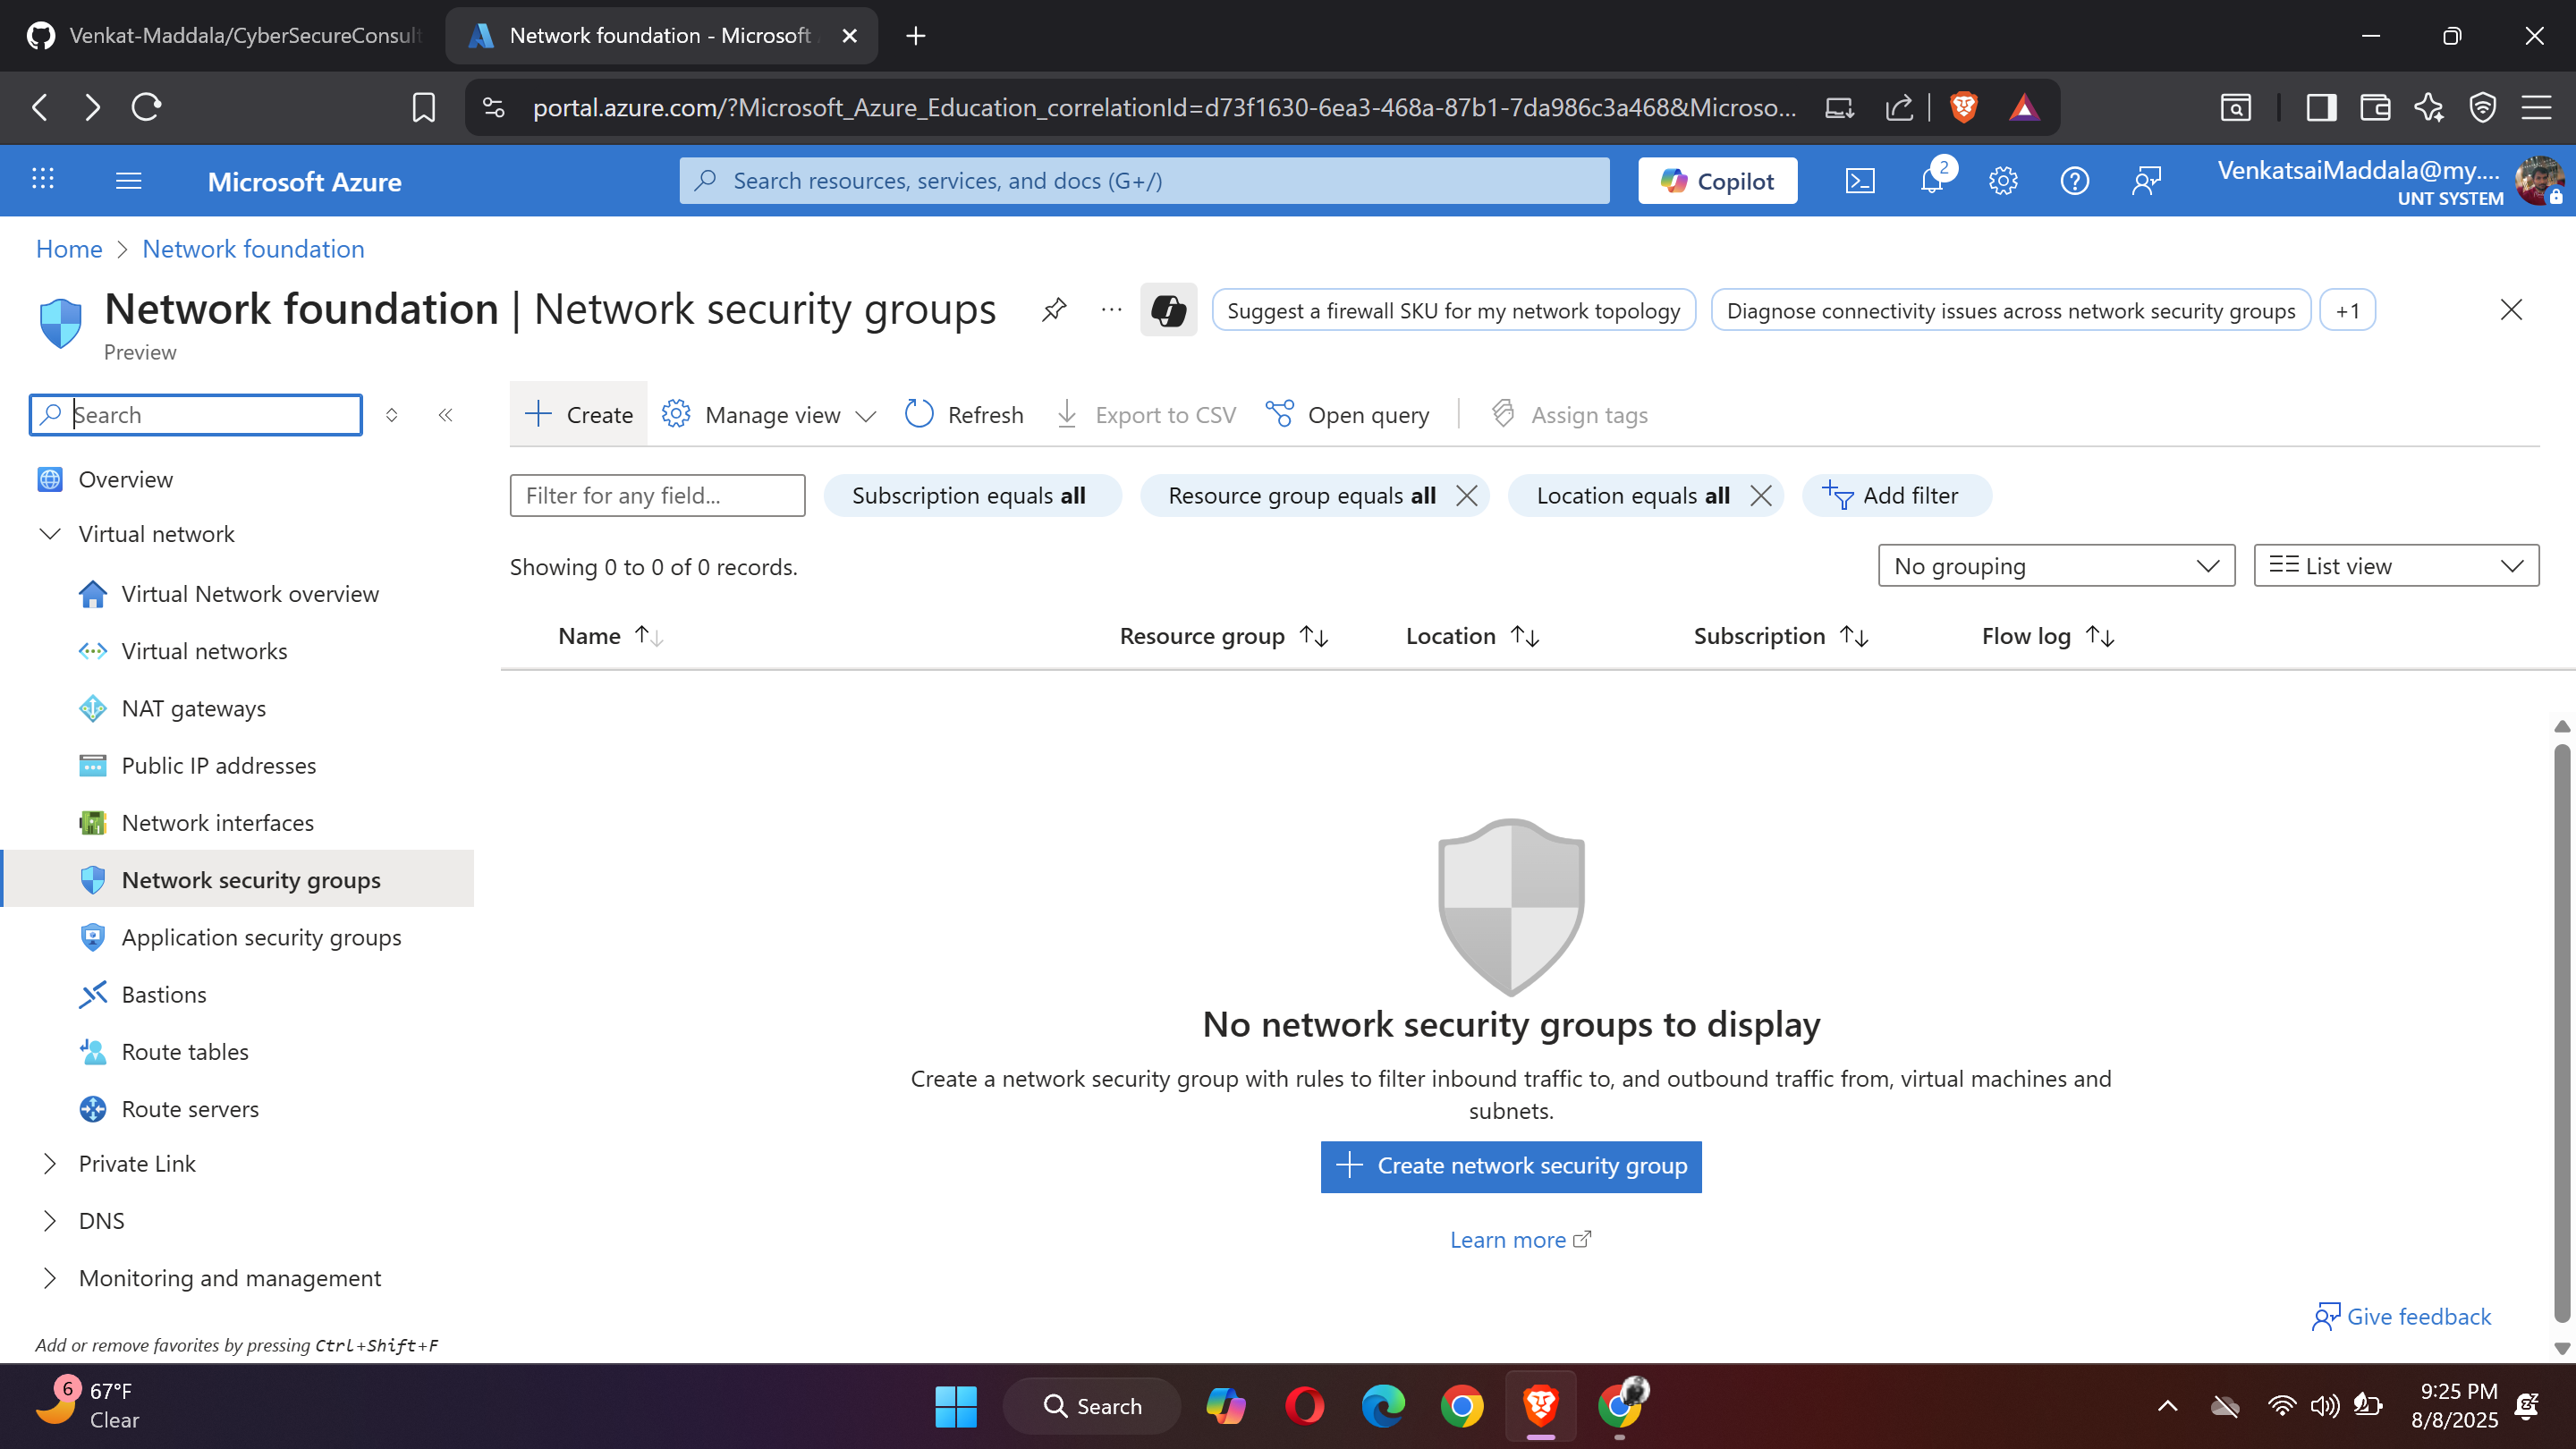 Venkat-Maddala/CyberSecureConsult
Network foundation - Microsoft
portal.azure.com/?Microsoft_Azure_Education_correlationId=d73f1630-6ea3-468a-87b1-7da986c3a468&Microso...
Microsoft Azure
Search resources, services, and docs (G+/)
Copilot
2
VenkatsaiMaddala@my....
UNT SYSTEM
Home
Network foundation
Network foundation | Network security groups
Preview
Suggest a firewall SKU for my network topology
Diagnose connectivity issues across network security groups
+1
Search
Create
Manage view
Refresh
Export to CSV
Open query
Assign tags
Overview
Virtual network
Virtual Network overview
Virtual networks
NAT gateways
Public IP addresses
Network interfaces
Network security groups
Application security groups
Bastions
Route tables
Route servers
Private Link
DNS
Monitoring and management
Add or remove favorites by pressing Ctrl+Shift+F
Filter for any field...
Subscription equals all
Resource group equals all
Location equals all
Add filter
Showing 0 to 0 of 0 records.
No grouping
List view
Name
Resource group
Location
Subscription
Flow log
No network security groups to display
Create a network security group with rules to filter inbound traffic to, and outbound traffic from, virtual machines and
subnets.
Create network security group
Learn more
Give feedback
6
67°F
Clear
Search
9:25 PM
8/8/2025